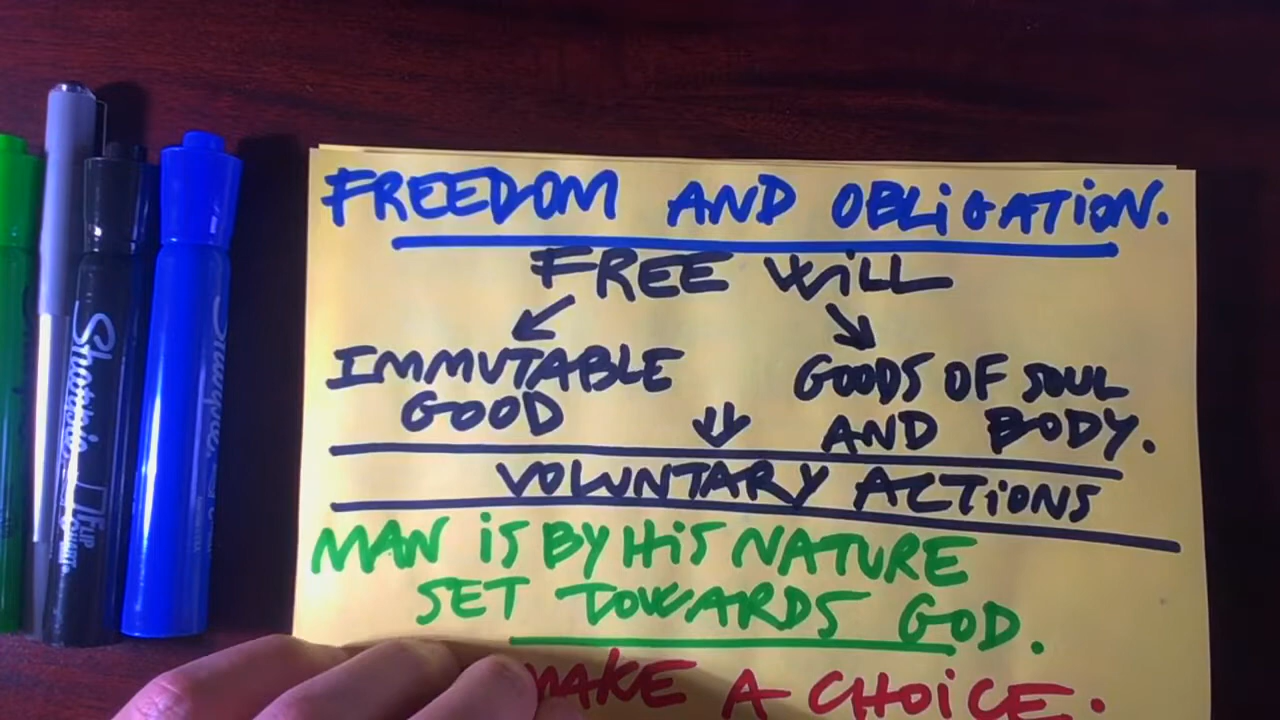 FREEDOM AND OBLiGATiON.
FREE WiLL
IMMUTABLE
GOOD
GOODS OF SOUL
AND BODY.
VOLUNTARY ACTiONS
MAN iS BY HiS NATURE
SET TOWARDS GOD.
MAKE A CHOiCE.
Sharpie